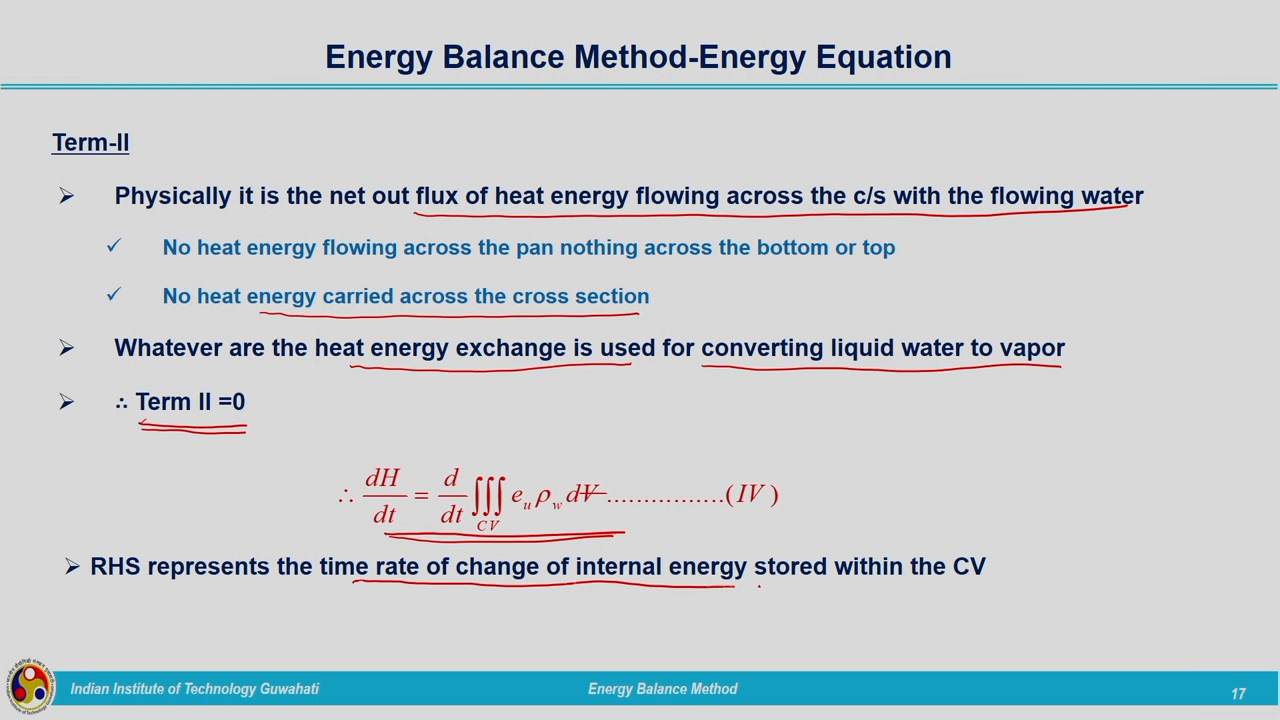 Energy Balance Method-Energy Equation
Term-II
➢ Physically it is the net out flux of heat energy flowing across the c/s with the flowing water
✓ No heat energy flowing across the pan nothing across the bottom or top
✓ No heat energy carried across the cross section
➢ Whatever are the heat energy exchange is used for converting liquid water to vapor
➢ ∴ Term II =0
∴ dH/dt = d/dt ∭_CV e_u ρ_w dV ................(IV)
➢ RHS represents the time rate of change of internal energy stored within the CV
Indian Institute of Technology Guwahati
Energy Balance Method
17